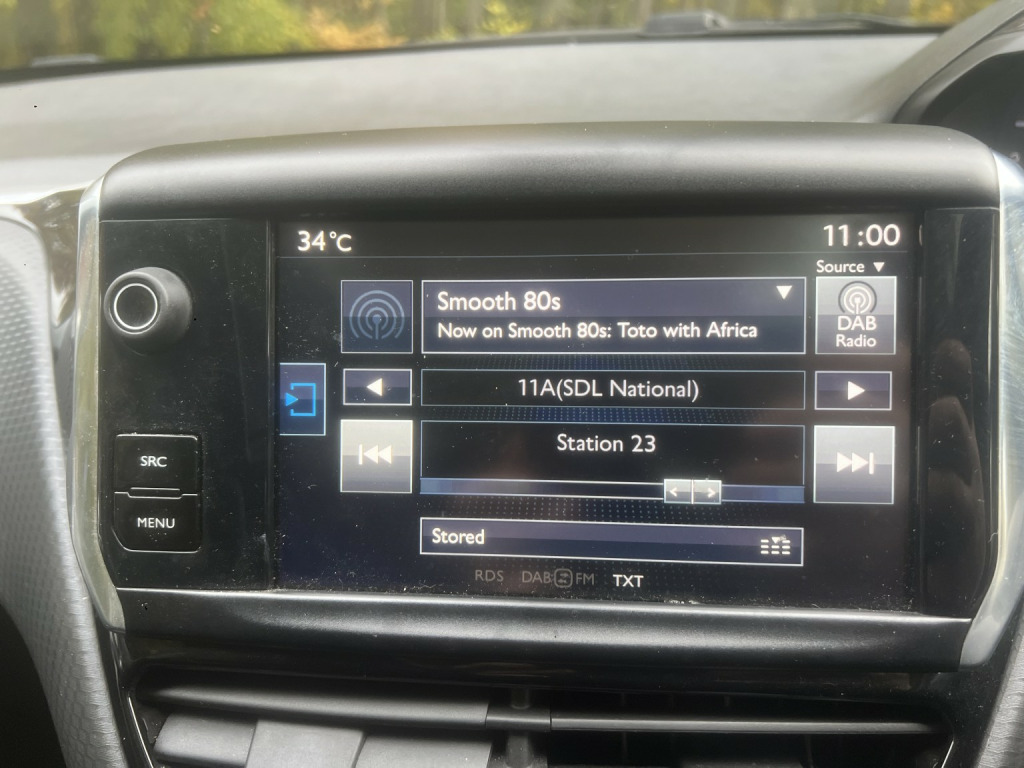 34°C
11:00
Source
Smooth 80s
Now on Smooth 80s: Toto with Africa
DAB
Radio
11A(SDL National)
SRC
Station 23
MENU
Stored
RDS DAB FM TXT